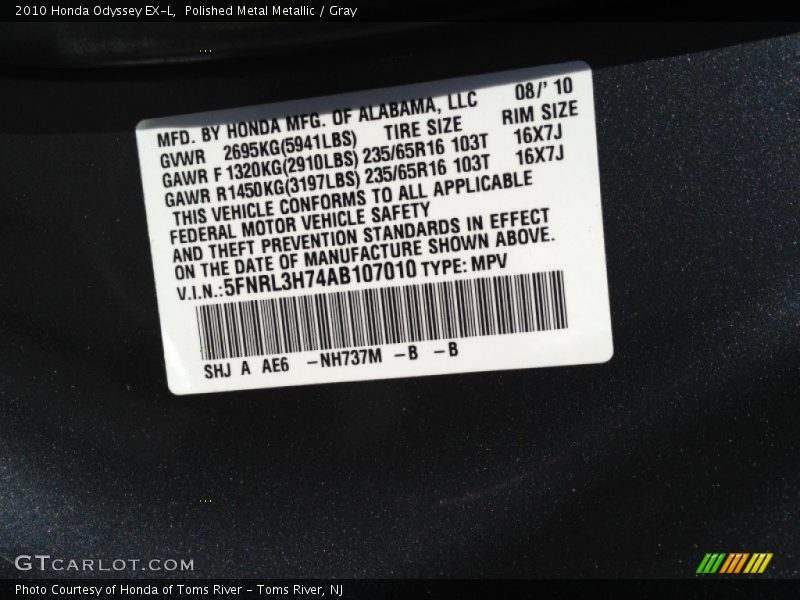 2010 Honda Odyssey EX-L, Polished Metal Metallic / Gray
MFD. BY HONDA MFG. OF ALABAMA, LLC 08/' 10
GVWR 2695KG(5941LBS) TIRE SIZE RIM SIZE
GAWR F 1320KG(2910LBS) 235/65R16 103T 16X7J
GAWR R1450KG(3197LBS) 235/65R16 103T 16X7J
THIS VEHICLE CONFORMS TO ALL APPLICABLE
FEDERAL MOTOR VEHICLE SAFETY
AND THEFT PREVENTION STANDARDS IN EFFECT
ON THE DATE OF MANUFACTURE SHOWN ABOVE.
V.I.N.:5FNRL3H74AB107010 TYPE: MPV
SHJ A AE6 -NH737M -B -B
GTCARLOT.COM
Photo Courtesy of Honda of Toms River - Toms River, NJ